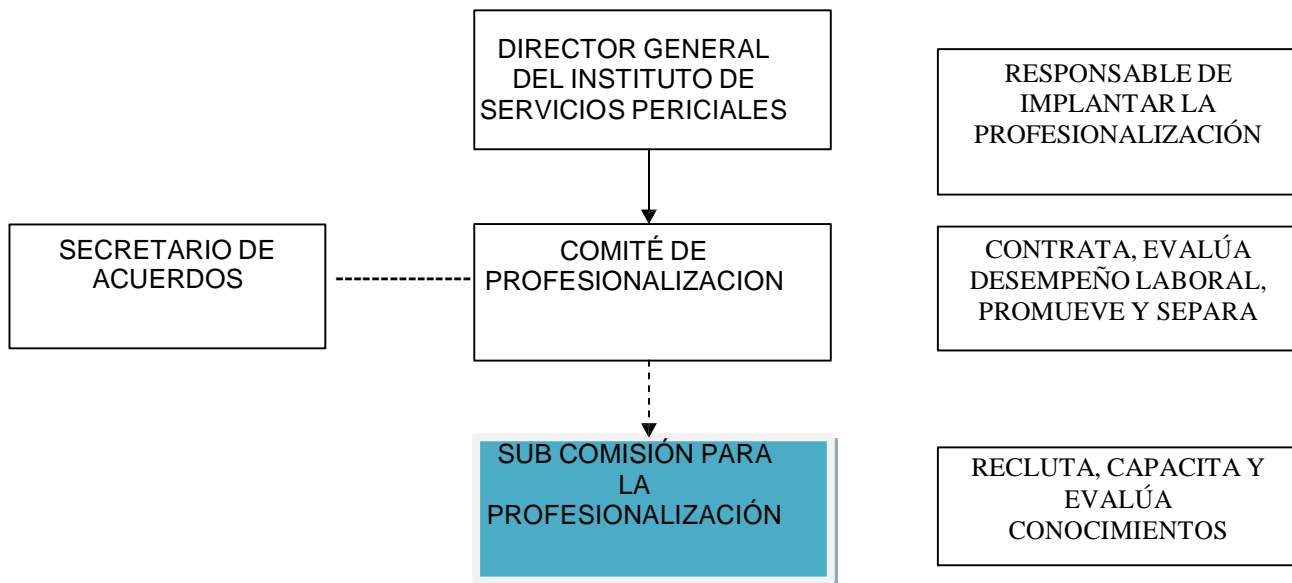 DIRECTOR GENERAL
DEL INSTITUTO DE
SERVICIOS PERICIALES
RESPONSABLE DE
IMPLANTAR LA
PROFESIONALIZACIÓN
SECRETARIO DE
ACUERDOS
COMITÉ DE
PROFESIONALIZACION
CONTRATA, EVALÚA
DESEMPEÑO LABORAL,
PROMUEVE Y SEPARA
SUB COMISIÓN PARA
LA
PROFESIONALIZACIÓN
RECLUTA, CAPACITA Y
EVALÚA
CONOCIMIENTOS